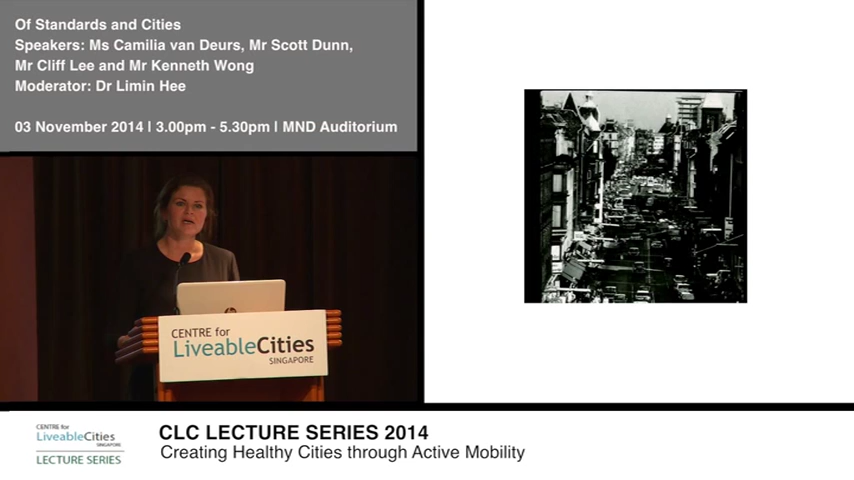 Of Standards and Cities
Speakers: Ms Camilia van Deurs, Mr Scott Dunn,
Mr Cliff Lee and Mr Kenneth Wong
Moderator: Dr Limin Hee
03 November 2014 | 3.00pm - 5.30pm | MND Auditorium
CENTRE for
LiveableCities
SINGAPORE
CENTRE for
LiveableCities
SINGAPORE
LECTURE SERIES
CLC LECTURE SERIES 2014
Creating Healthy Cities through Active Mobility